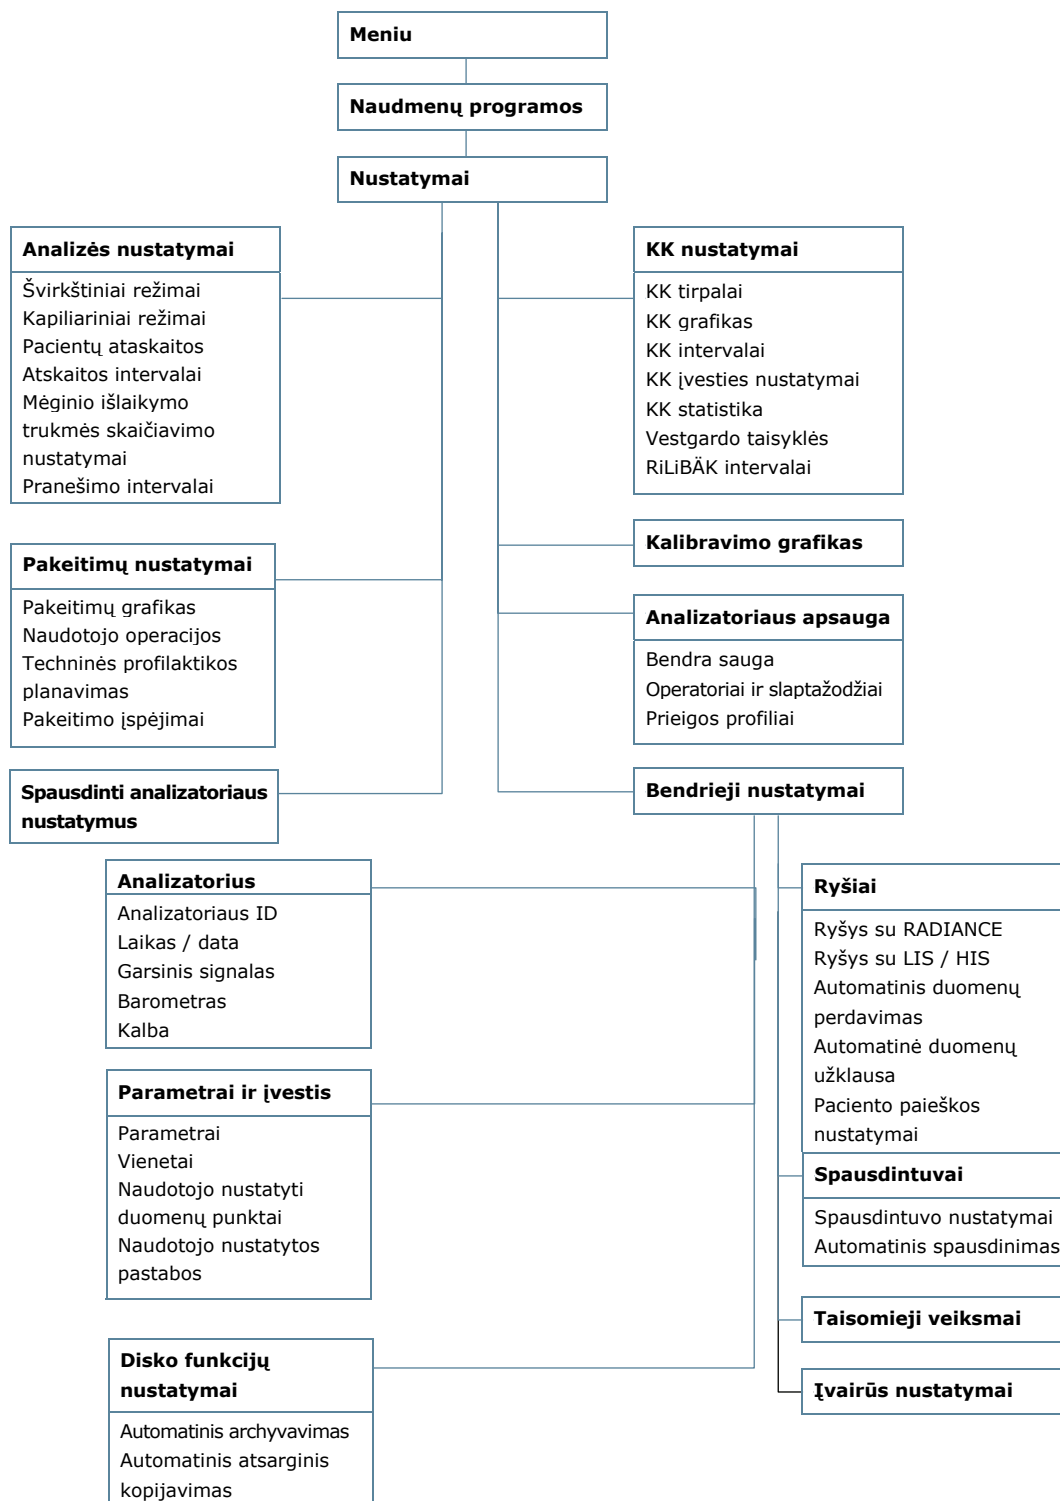 Meniu
Naudmenų programos
Nustatymai
Analizės nustatymai
Švirkštiniai režimai
Kapiliariniai režimai
Pacientų ataskaitos
Atskaitos intervalai
Mėginio išlaikymo
trukmės skaičiavimo
nustatymai
Pranešimo intervalai
KK nustatymai
KK tirpalai
KK grafikas
KK intervalai
KK įvesties nustatymai
KK statistika
Vestgardo taisyklės
RiLiBÄK intervalai
Pakeitimų nustatymai
Pakeitimų grafikas
Naudotojo operacijos
Techninės profilaktikos
planavimas
Pakeitimo įspėjimai
Kalibravimo grafikas
Analizatoriaus apsauga
Bendra sauga
Operatoriai ir slaptažodžiai
Prieigos profiliai
Spausdinti analizatoriaus
nustatymus
Bendrieji nustatymai
Analizatorius
Analizatoriaus ID
Laikas / data
Garsinis signalas
Barometras
Kalba
Ryšiai
Ryšys su RADIANCE
Ryšys su LIS / HIS
Automatinis duomenų
perdavimas
Automatinė duomenų
užklausa
Paciento paieškos
nustatymai
Parametrai ir įvestis
Parametrai
Vienetai
Naudotojo nustatyti
duomenų punktai
Naudotojo nustatytos
pastabos
Spausdintuvai
Spausdintuvo nustatymai
Automatinis spausdinimas
Taisomieji veiksmai
Disko funkcijų
nustatymai
Automatinis archyvavimas
Automatinis atsarginis
kopijavimas
Įvairūs nustatymai